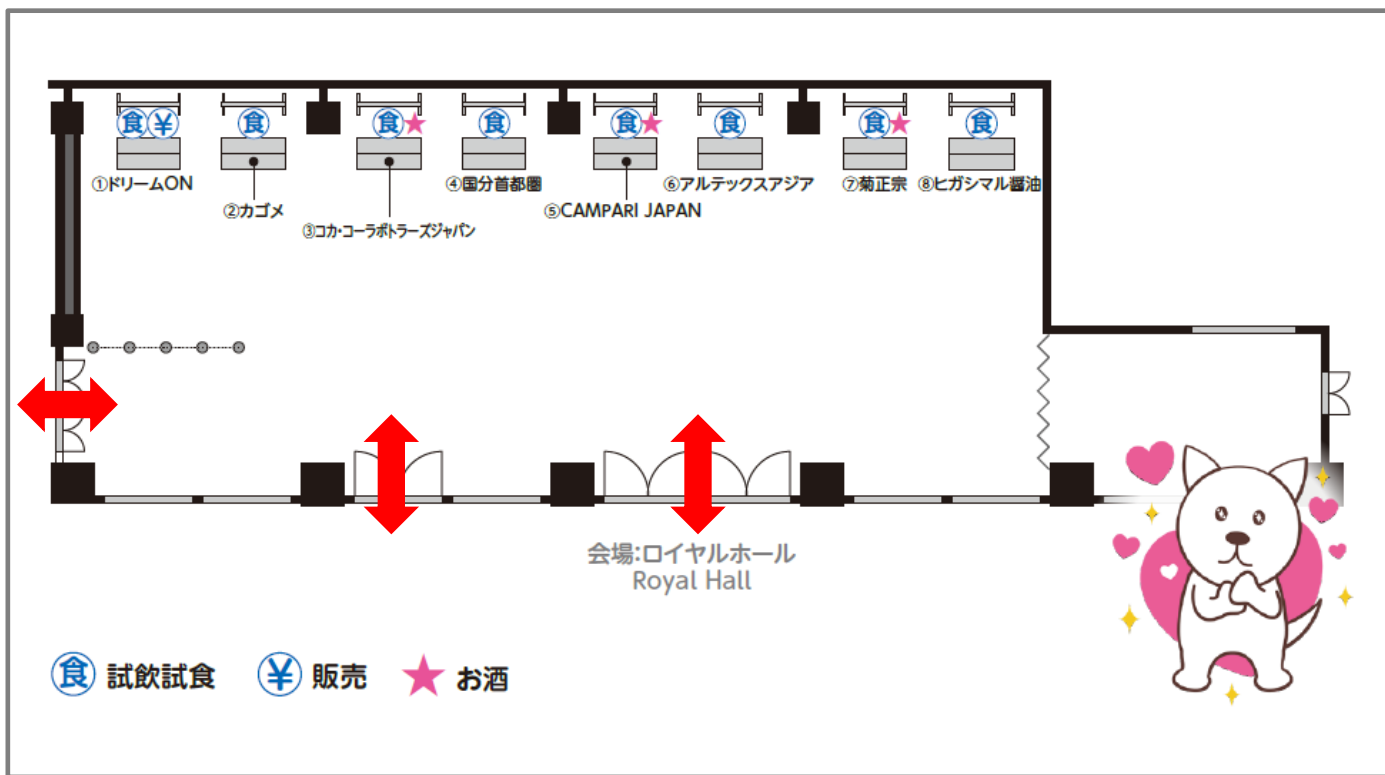 食¥ 食 食★ 食 食★ 食 食★ 食
①ドリームON
②カゴメ
③コカ・コーラボトラーズジャパン
④国分首都圏
⑤CAMPARI JAPAN
⑥アルテックスアジア
⑦菊正宗
⑧ヒガシマル醤油
会場:ロイヤルホール
Royal Hall
食 試飲試食 ¥ 販売 ★ お酒